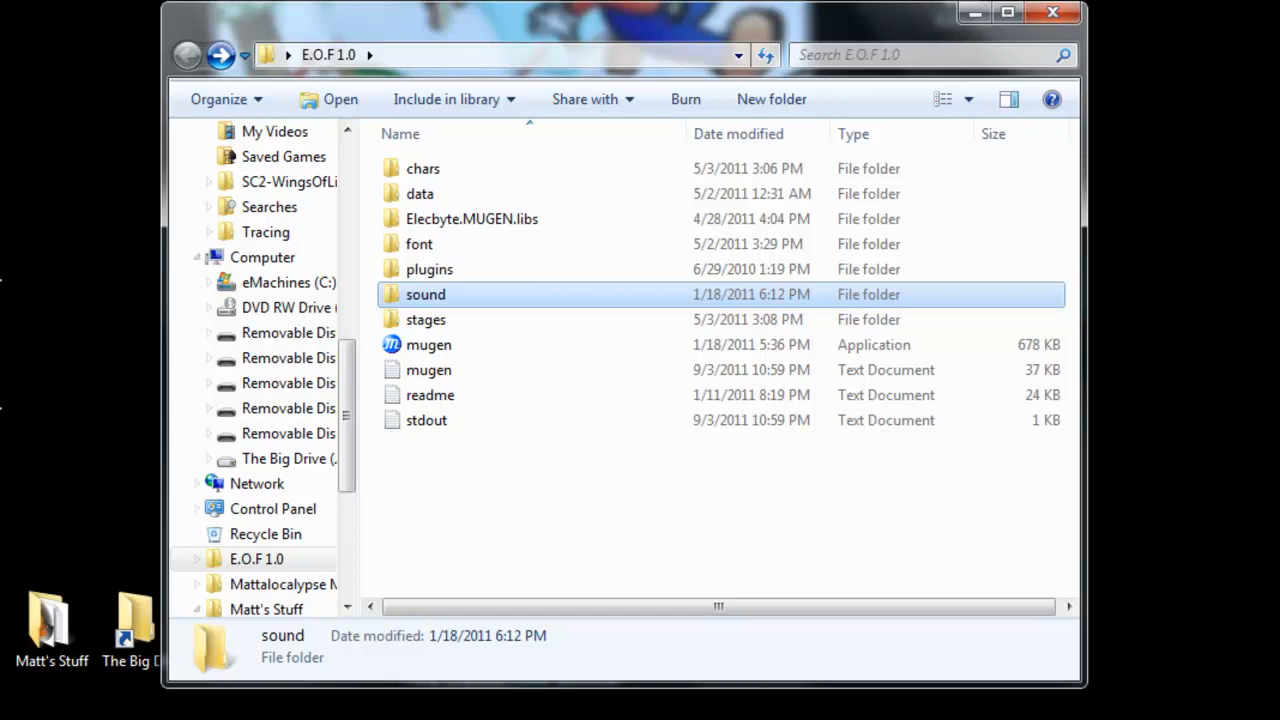 E.O.F 1.0
Search E.O.F 1.0
Organize Open Include in library Share with Burn New folder
Name Date modified Type Size
My Videos
Saved Games
SC2-WingsOfLi
Searches
Tracing
Computer
eMachines (C:)
DVD RW Drive (
Removable Dis
Removable Dis
Removable Dis
Removable Dis
Removable Dis
The Big Drive (
Network
Control Panel
Recycle Bin
E.O.F 1.0
Mattalocalypse M
Matt's Stuff
chars 5/3/2011 3:06 PM File folder
data 5/2/2011 12:31 AM File folder
Elecbyte.MUGEN.libs 4/28/2011 4:04 PM File folder
font 5/2/2011 3:29 PM File folder
plugins 6/29/2010 1:19 PM File folder
sound 1/18/2011 6:12 PM File folder
stages 5/3/2011 3:08 PM File folder
mugen 1/18/2011 5:36 PM Application 678 KB
mugen 9/3/2011 10:59 PM Text Document 37 KB
readme 1/11/2011 8:19 PM Text Document 24 KB
stdout 9/3/2011 10:59 PM Text Document 1 KB
sound Date modified: 1/18/2011 6:12 PM
File folder
Matt's Stuff
The Big D